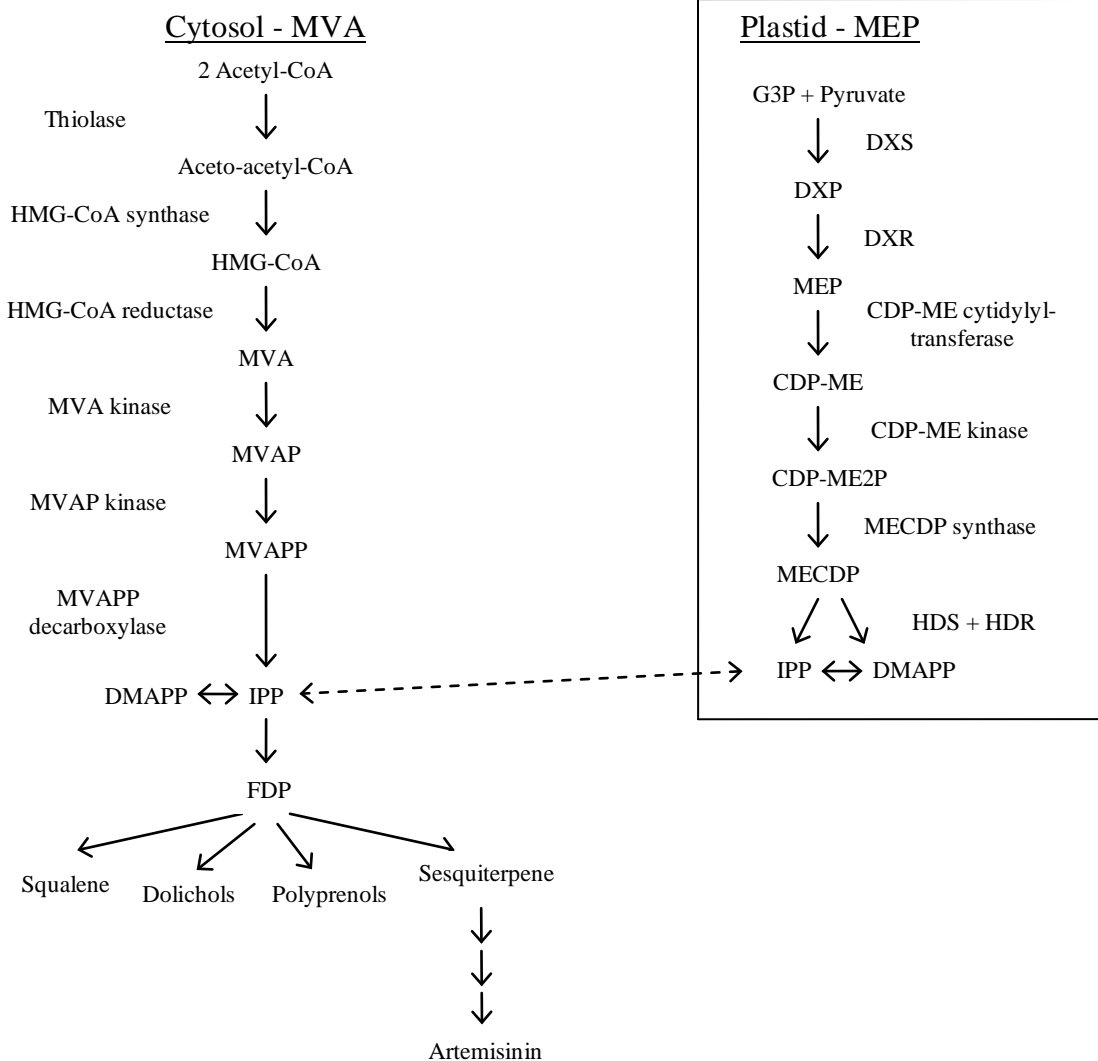 Cytosol - MVA
2 Acetyl-CoA
Thiolase
Aceto-acetyl-CoA
HMG-CoA synthase
HMG-CoA
HMG-CoA reductase
MVA
MVA kinase
MVAP
MVAP kinase
MVAPP
MVAPP
decarboxylase
DMAPP
IPP
FDP
Squalene
Dolichols
Polyprenols
Sesquiterpene
Artemisinin
Plastid - MEP
G3P + Pyruvate
DXS
DXP
DXR
MEP
CDP-ME cytidylyl-
transferase
CDP-ME
CDP-ME kinase
CDP-ME2P
MECDP synthase
MECDP
HDS + HDR
IPP
DMAPP